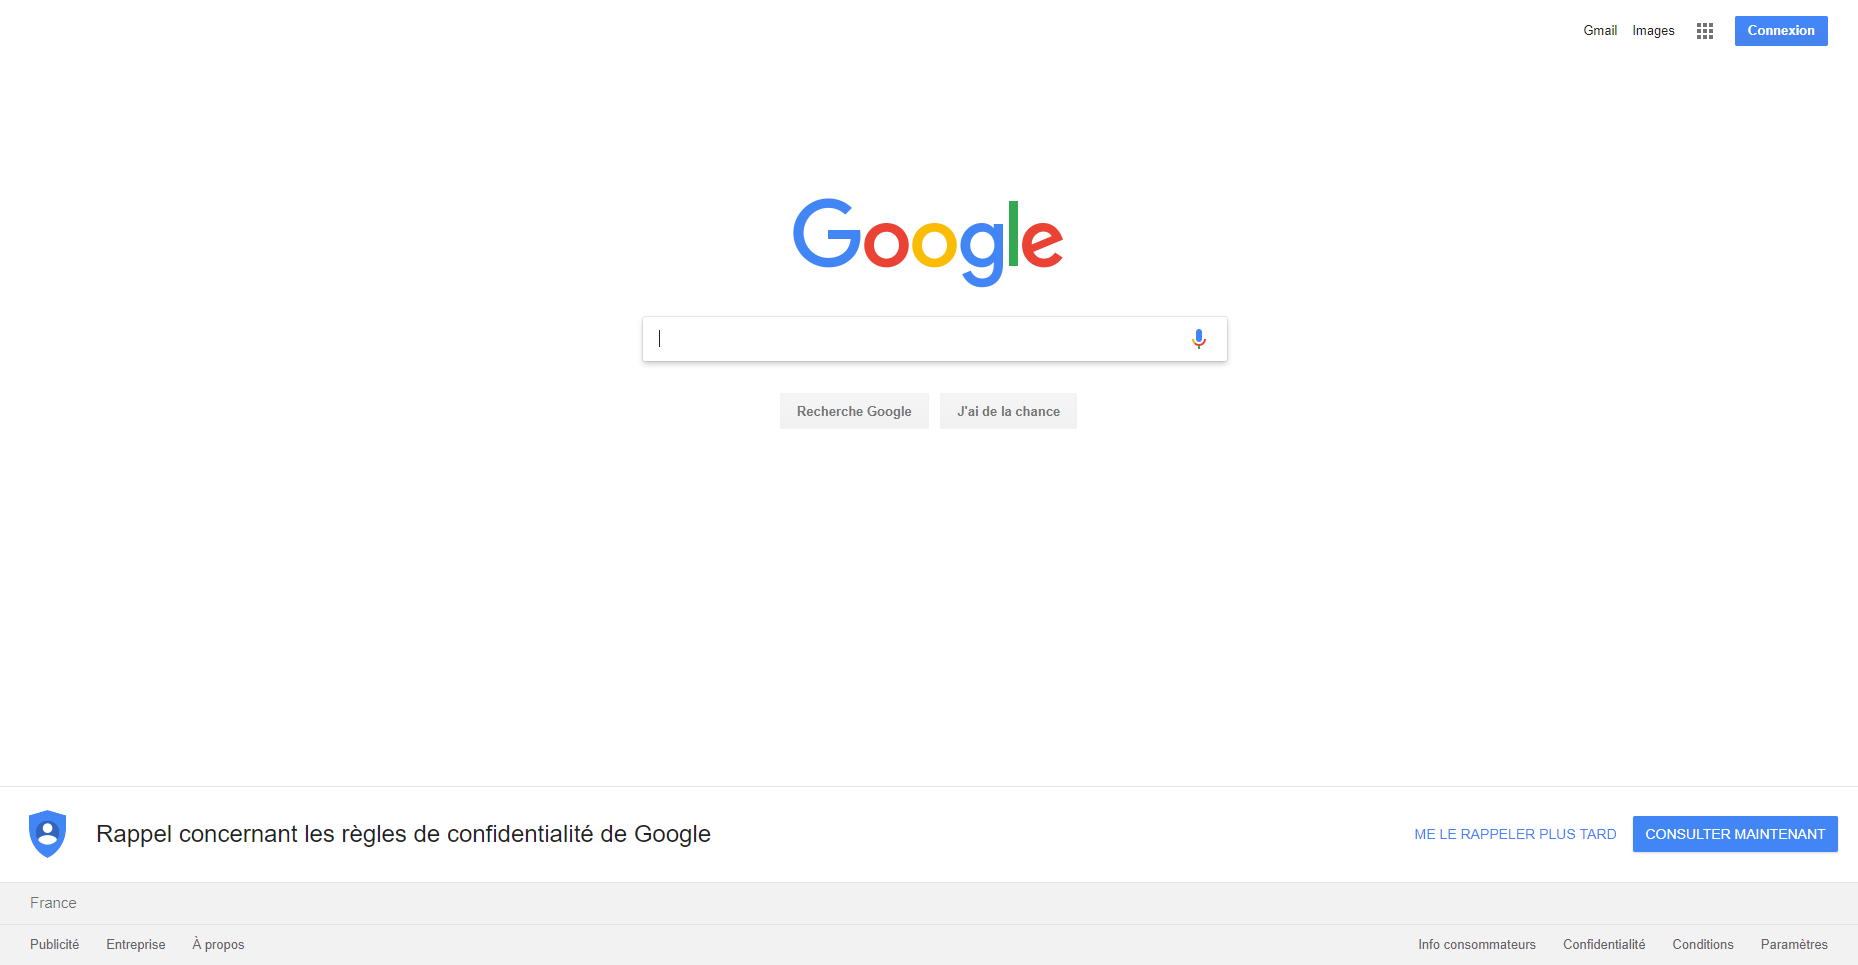 Gmail Images Connexion
Google
Recherche Google J'ai de la chance
Rappel concernant les règles de confidentialité de Google ME LE RAPPELER PLUS TARD CONSULTER MAINTENANT
France
Publicité Entreprise À propos Info consommateurs Confidentialité Conditions Paramètres